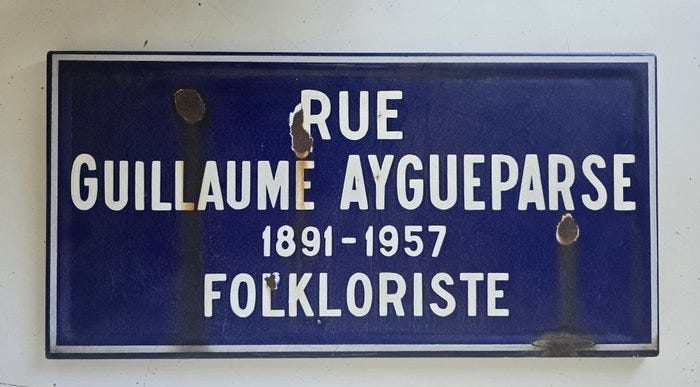 RUE
GUILLAUME AYGUEPARSE
1891-1957
FOLKLORISTE